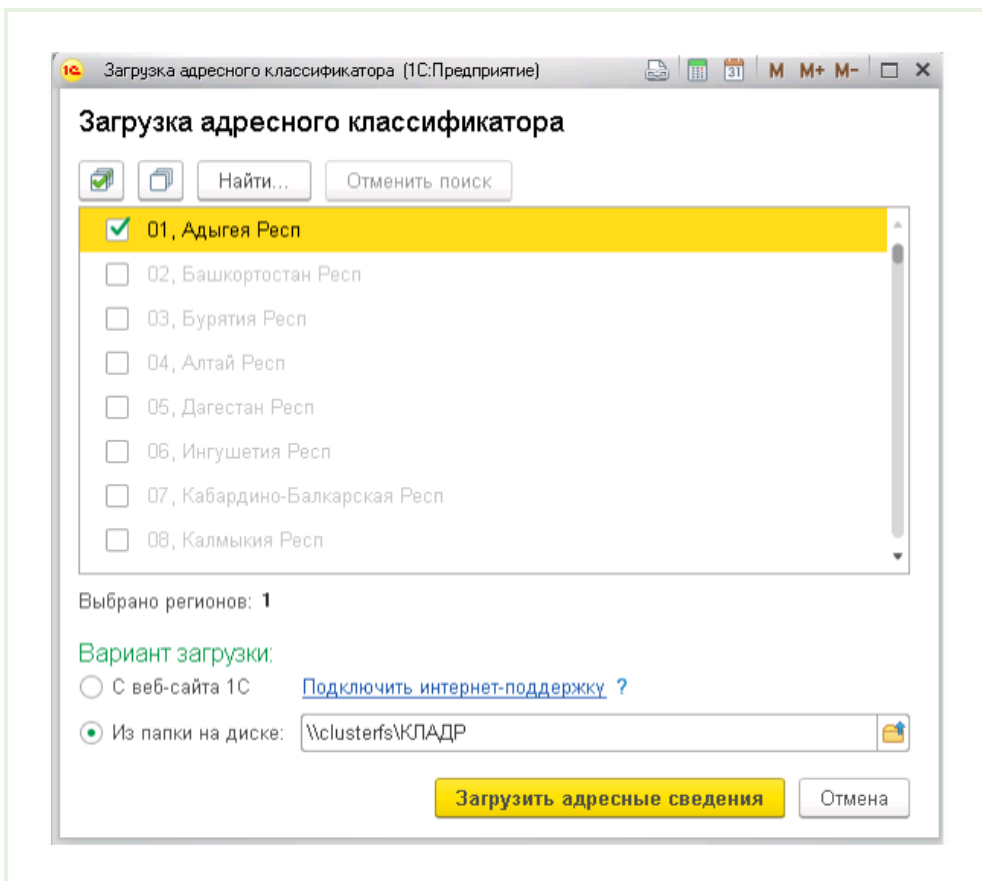 1С Загрузка адресного классификатора (1С:Предприятие) 31 M M+ M-
Загрузка адресного классификатора
Найти... Отменить поиск
01, Адыгея Респ
02, Башкортостан Респ
03, Бурятия Респ
04, Алтай Респ
05, Дагестан Респ
06, Ингушетия Респ
07, Кабардино-Балкарская Респ
08, Калмыкия Респ
Выбрано регионов: 1
Вариант загрузки:
С веб-сайта 1С Подключить интернет-поддержку ?
Из папки на диске: \\clusterfs\КЛАДР
Загрузить адресные сведения Отмена